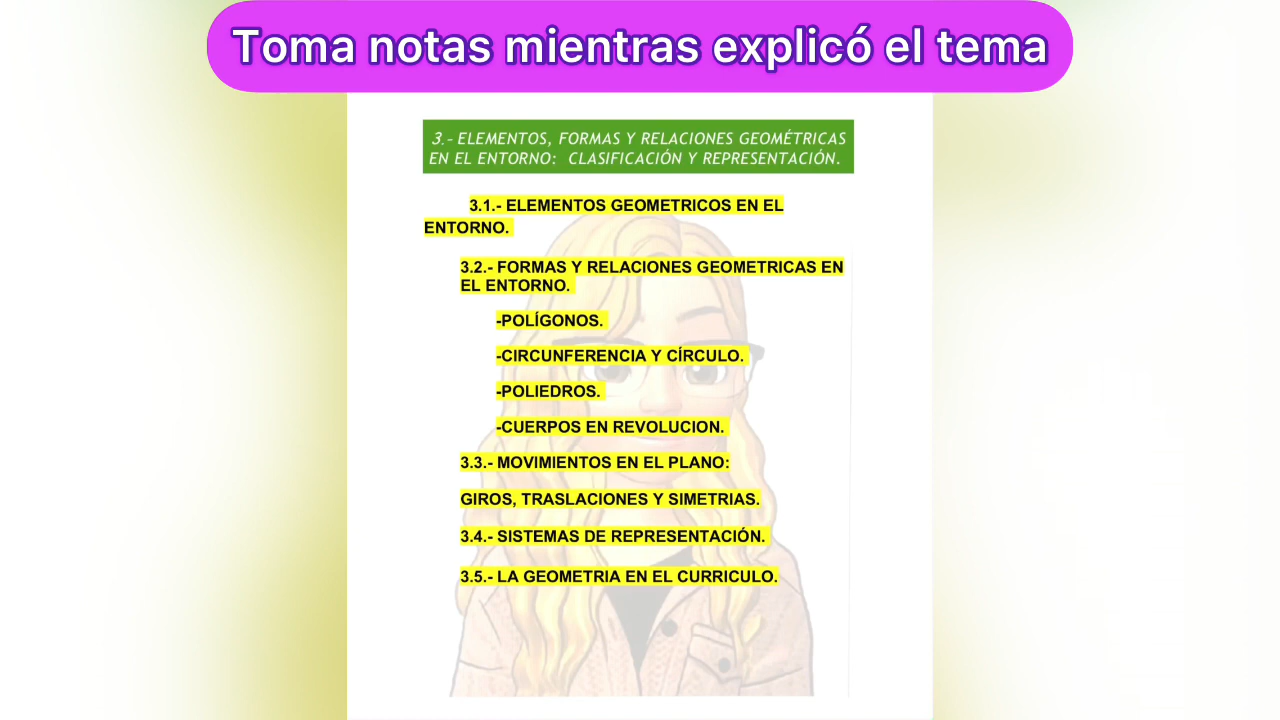 Toma notas mientras explicó el tema
3.- ELEMENTOS, FORMAS Y RELACIONES GEOMÉTRICAS
EN EL ENTORNO: CLASIFICACIÓN Y REPRESENTACIÓN.
3.1.- ELEMENTOS GEOMETRICOS EN EL
ENTORNO.
3.2.- FORMAS Y RELACIONES GEOMETRICAS EN
EL ENTORNO.
-POLÍGONOS.
-CIRCUNFERENCIA Y CÍRCULO.
-POLIEDROS.
-CUERPOS EN REVOLUCION.
3.3.- MOVIMIENTOS EN EL PLANO:
GIROS, TRASLACIONES Y SIMETRIAS.
3.4.- SISTEMAS DE REPRESENTACIÓN.
3.5.- LA GEOMETRIA EN EL CURRICULO.